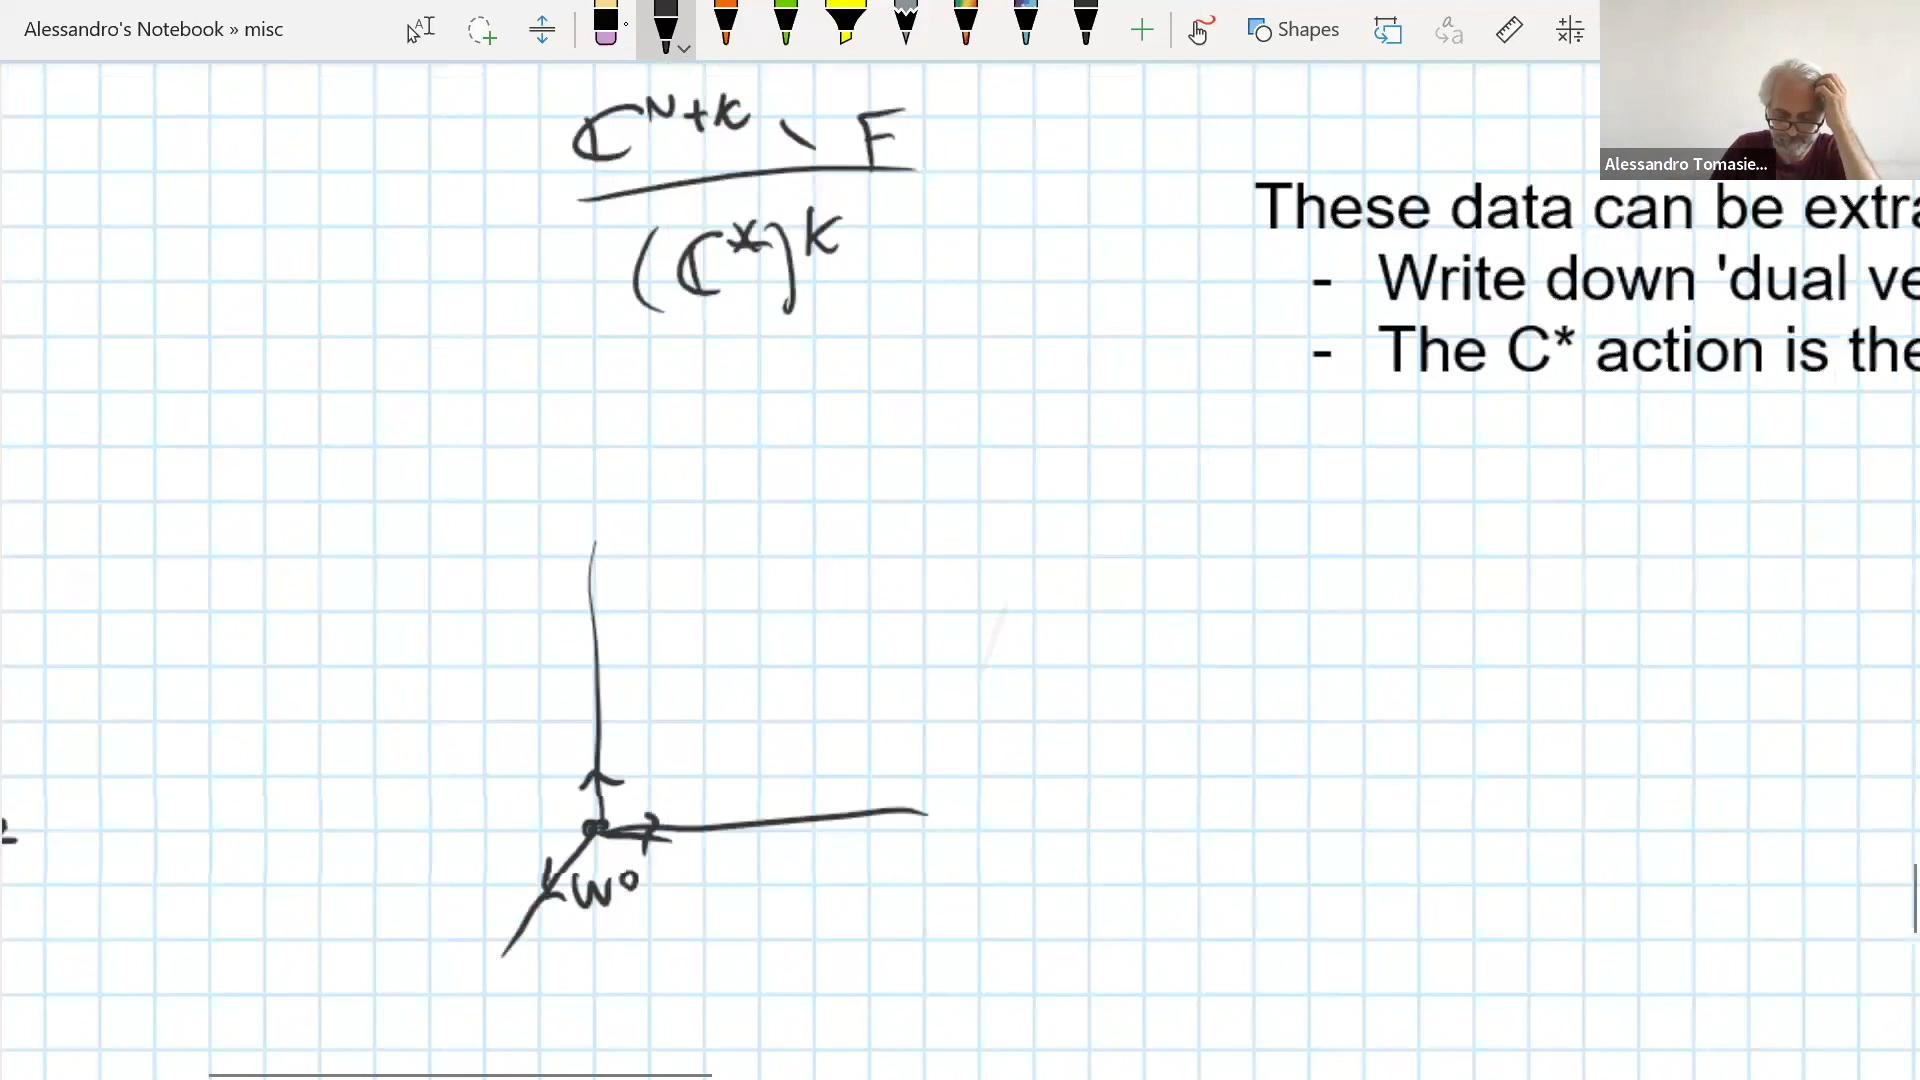 Alessandro's Notebook » misc
Shapes
Alessandro Tomasie...
ℂ^{N+K} \ F
(ℂ^*)^K
These data can be extra
- Write down 'dual ve
- The C* action is the
W^0